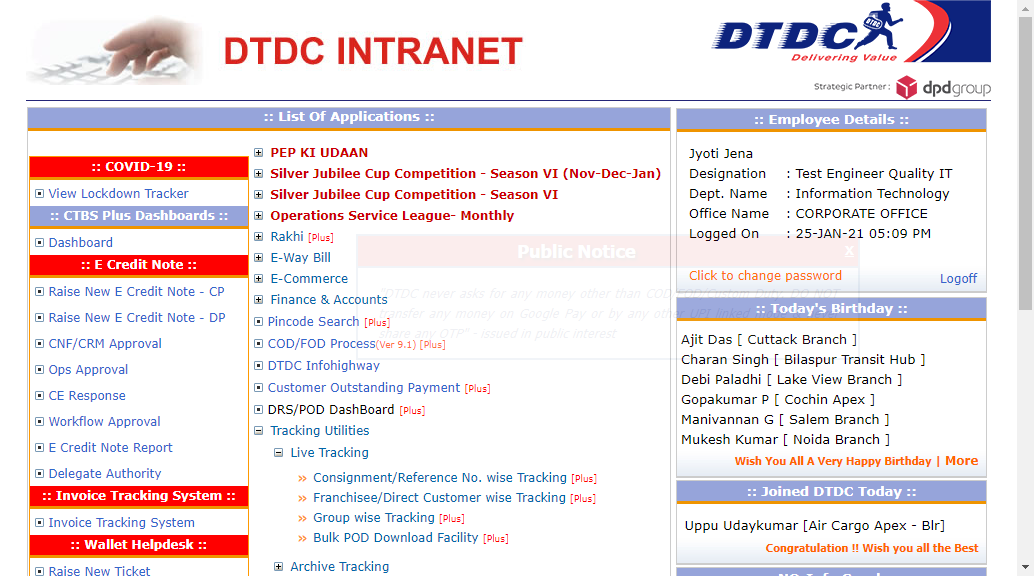 DTDC INTRANET
DTDC
Delivering Value
Strategic Partner : dpdgroup
:: List Of Applications ::
:: COVID-19 ::
View Lockdown Tracker
:: CTBS Plus Dashboards ::
Dashboard
:: E Credit Note ::
Raise New E Credit Note - CP
Raise New E Credit Note - DP
CNF/CRM Approval
Ops Approval
CE Response
Workflow Approval
E Credit Note Report
Delegate Authority
:: Invoice Tracking System ::
Invoice Tracking System
:: Wallet Helpdesk ::
Raise New Ticket
PEP KI UDAAN
Silver Jubilee Cup Competition - Season VI (Nov-Dec-Jan)
Silver Jubilee Cup Competition - Season VI
Operations Service League- Monthly
Rakhi [Plus]
E-Way Bill
E-Commerce
Finance & Accounts
Pincode Search [Plus]
COD/FOD Process(Ver 9.1) [Plus]
DTDC Infohighway
Customer Outstanding Payment [Plus]
DRS/POD DashBoard [Plus]
Tracking Utilities
Live Tracking
Consignment/Reference No. wise Tracking [Plus]
Franchisee/Direct Customer wise Tracking [Plus]
Group wise Tracking [Plus]
Bulk POD Download Facility [Plus]
Archive Tracking
Public Notice X
"DTDC never asks for any money other than COD/FOD/Custom Duty. DO NOT
transfer any money on Google Pay or by any other UPI linked
share any OTP" - issued in public interest
:: Employee Details ::
Jyoti Jena
Designation : Test Engineer Quality IT
Dept. Name : Information Technology
Office Name : CORPORATE OFFICE
Logged On : 25-JAN-21 05:09 PM
Click to change password Logoff
:: Today's Birthday ::
Ajit Das [ Cuttack Branch ]
Charan Singh [ Bilaspur Transit Hub ]
Debi Paladhi [ Lake View Branch ]
Gopakumar P [ Cochin Apex ]
Manivannan G [ Salem Branch ]
Mukesh Kumar [ Noida Branch ]
Wish You All A Very Happy Birthday | More
:: Joined DTDC Today ::
Uppu Udaykumar [Air Cargo Apex - Blr]
Congratulation !! Wish you all the Best